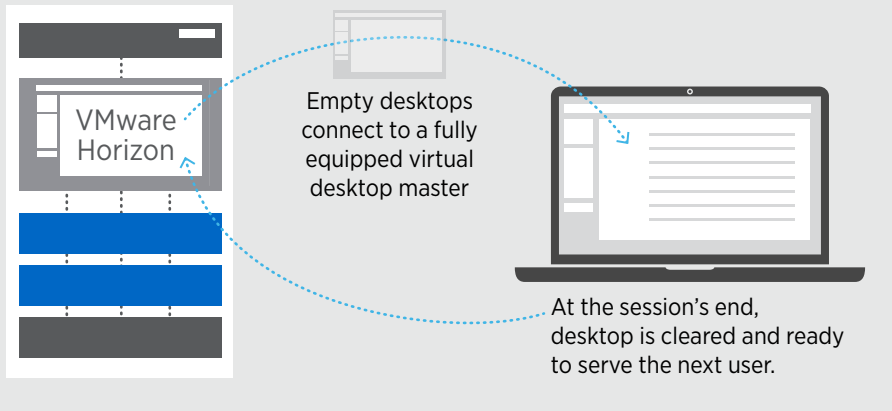 VMware
Horizon
Empty desktops
connect to a fully
equipped virtual
desktop master
At the session’s end,
desktop is cleared and ready
to serve the next user.